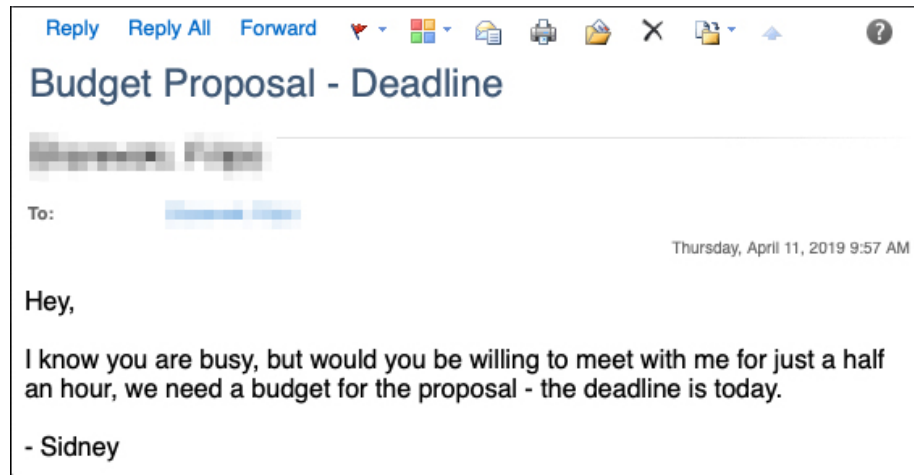 Reply Reply All Forward
Budget Proposal - Deadline
To:
Thursday, April 11, 2019 9:57 AM
Hey,
I know you are busy, but would you be willing to meet with me for just a half
an hour, we need a budget for the proposal - the deadline is today.
- Sidney